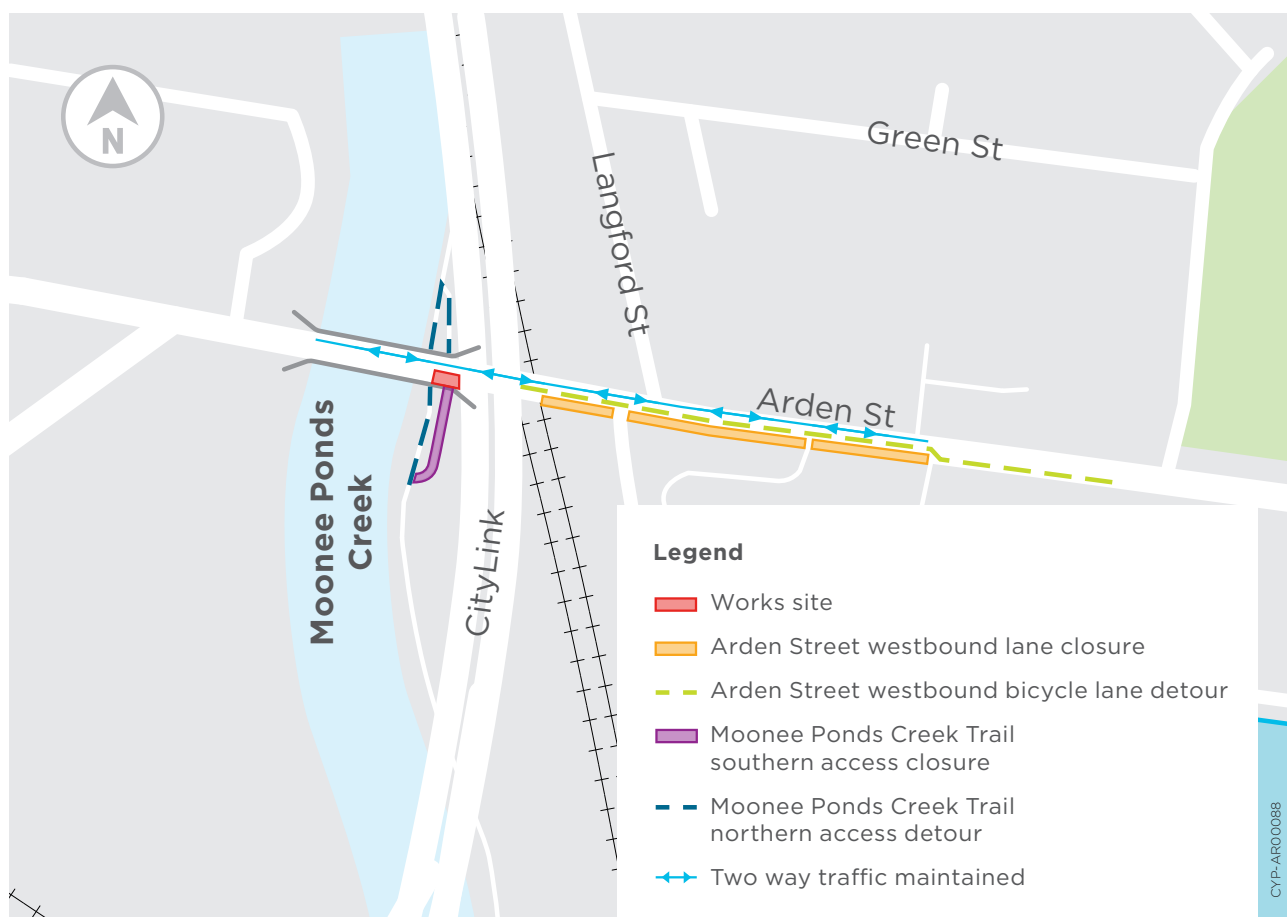 N
Green St
Langford St
Arden St
Moonee Ponds
Creek
CityLink
Legend
Works site
Arden Street westbound lane closure
Arden Street westbound bicycle lane detour
Moonee Ponds Creek Trail
southern access closure
Moonee Ponds Creek Trail
northern access detour
Two way traffic maintained
CYP-AR00088